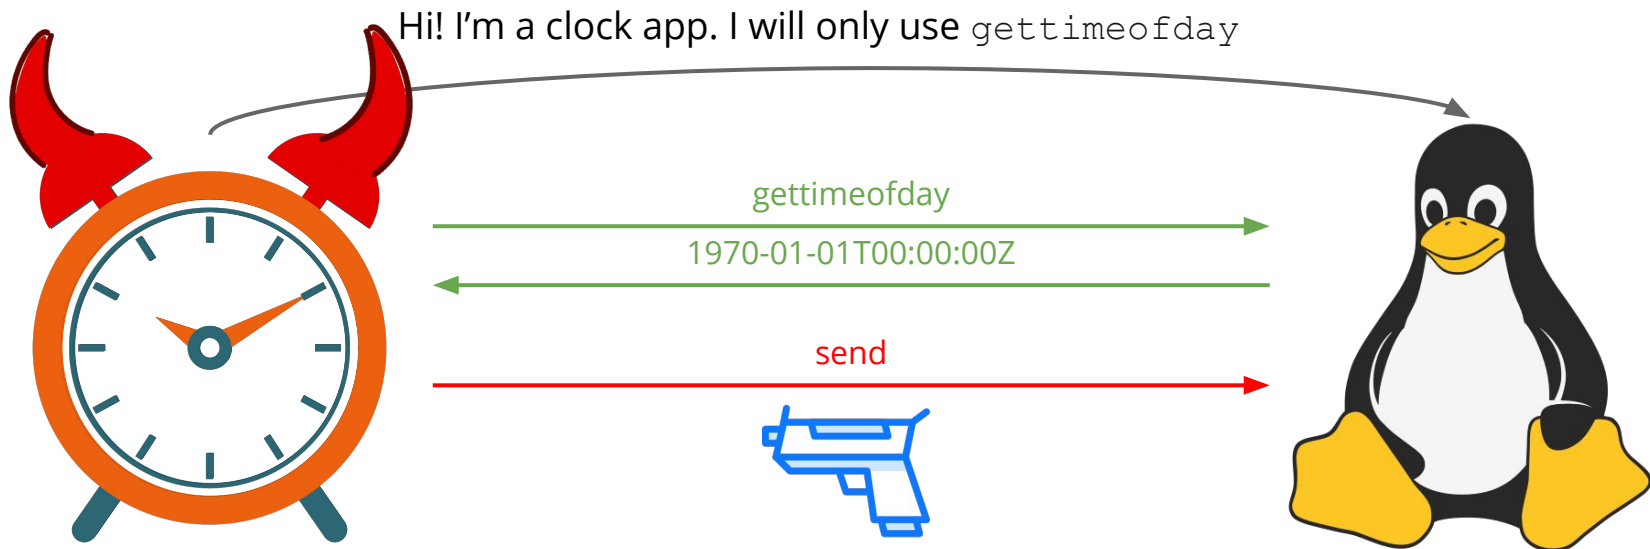 Hi! I’m a clock app. I will only use gettimeofday
gettimeofday
1970-01-01T00:00:00Z
send